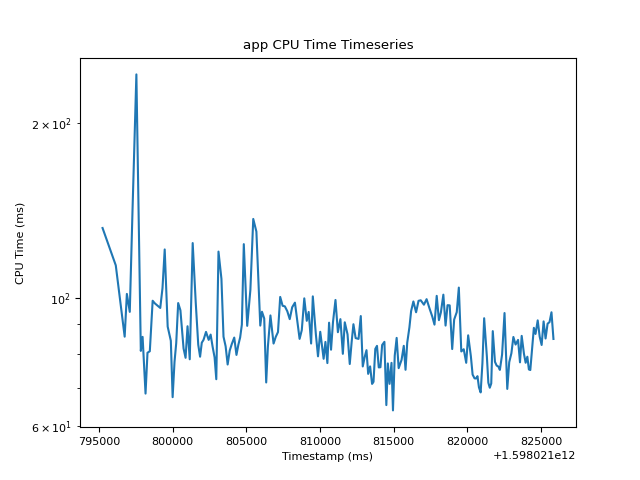 app CPU Time Timeseries
2 × 10²
10²
6 × 10¹
CPU Time (ms)
795000 800000 805000 810000 815000 820000 825000
Timestamp (ms)
+1.598021e12